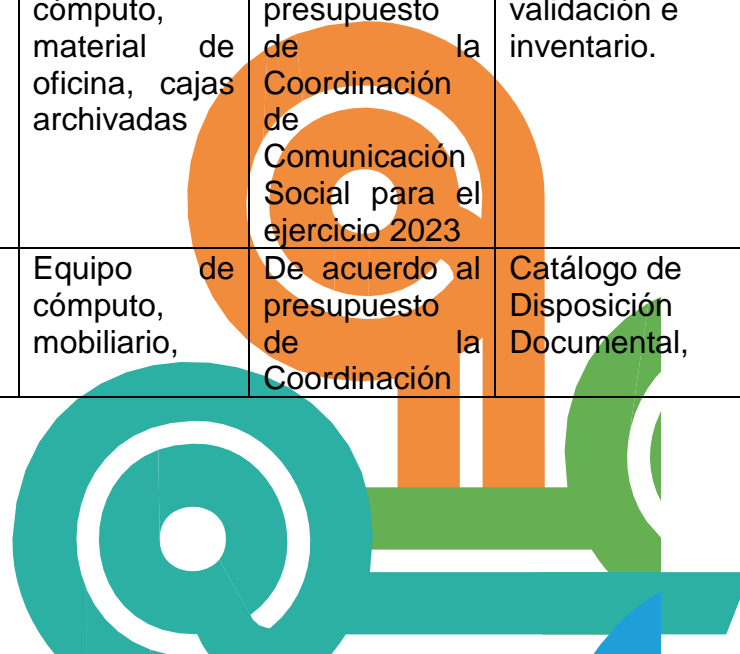 cómputo,
material de
oficina, cajas
archivadas
presupuesto
de la
Coordinación
de
Comunicación
Social para el
ejercicio 2023
validación e
inventario.
Equipo de
cómputo,
mobiliario,
De acuerdo al
presupuesto
de la
Coordinación
Catálogo de
Disposición
Documental,